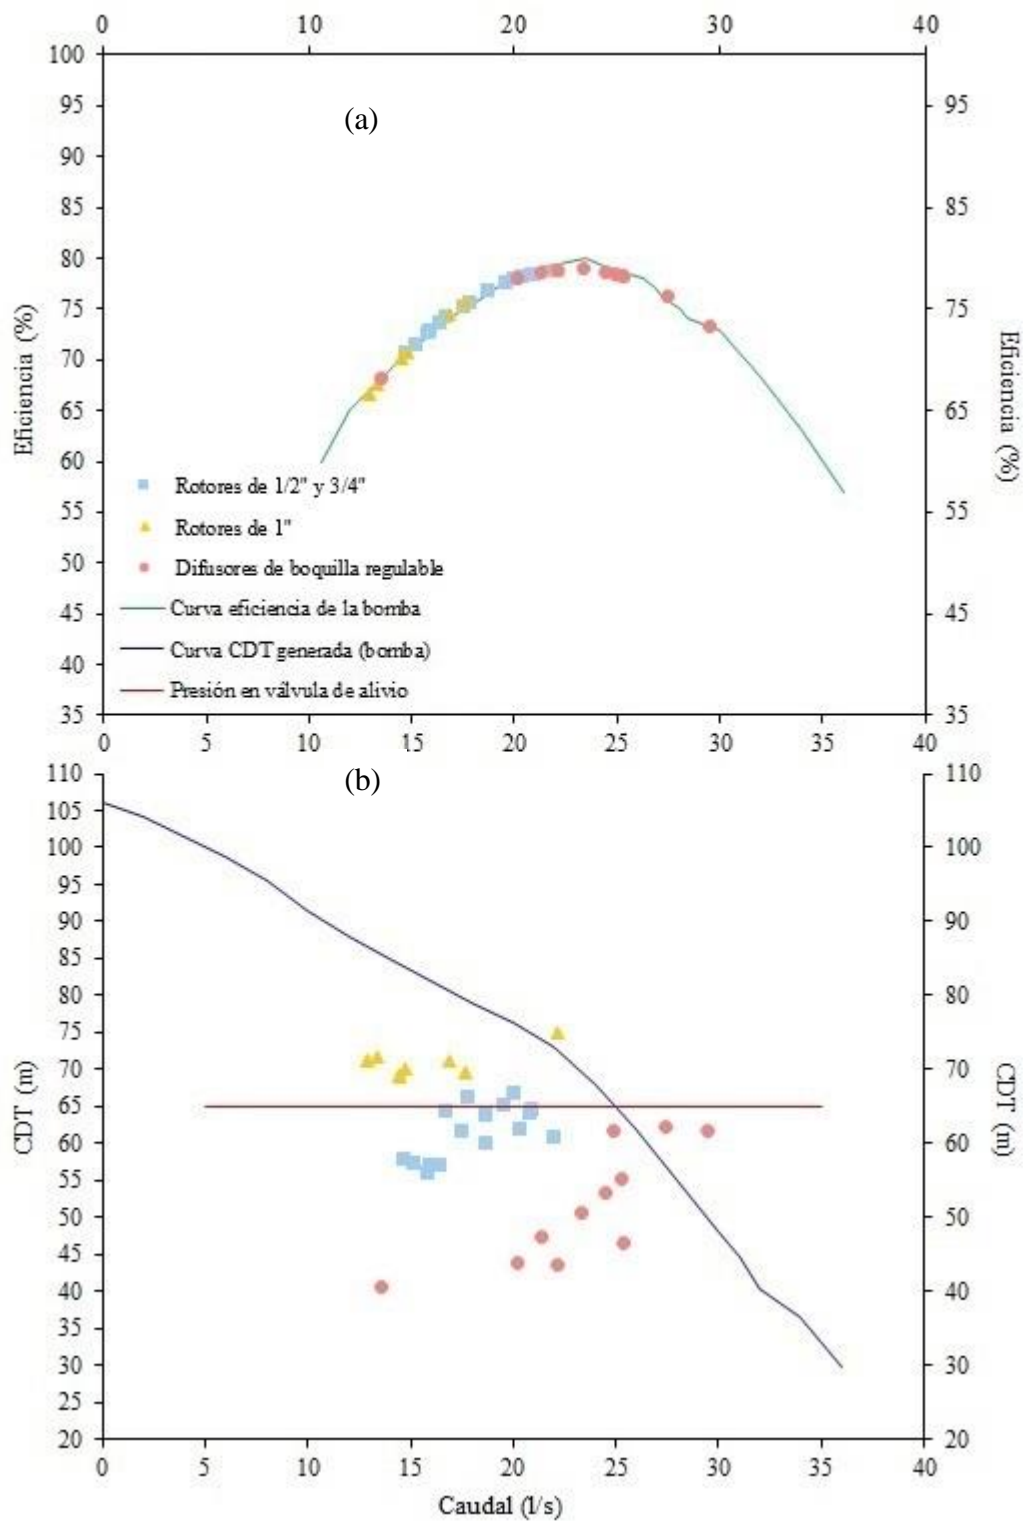 0 10 20 30 40
100
95 95
90
85 85
80
75 75
70
65 65
60
55 55
50
45 45
40
35 35
0 5 10 15 20 25 30 35 40
(a)
Eficiencia (%)
Eficiencia (%)
Rotores de 1/2" y 3/4"
Rotores de 1"
Difusores de boquilla regulable
Curva eficiencia de la bomba
Curva CDT generada (bomba)
Presión en válvula de alivio
(b)
110 110
105
100 100
95
90 90
85
80 80
75
70 70
65
60 60
55
50 50
45
40 40
35
30 30
25
20 20
0 5 10 15 20 25 30 35 40
CDT (m)
CDT (m)
Caudal (l/s)